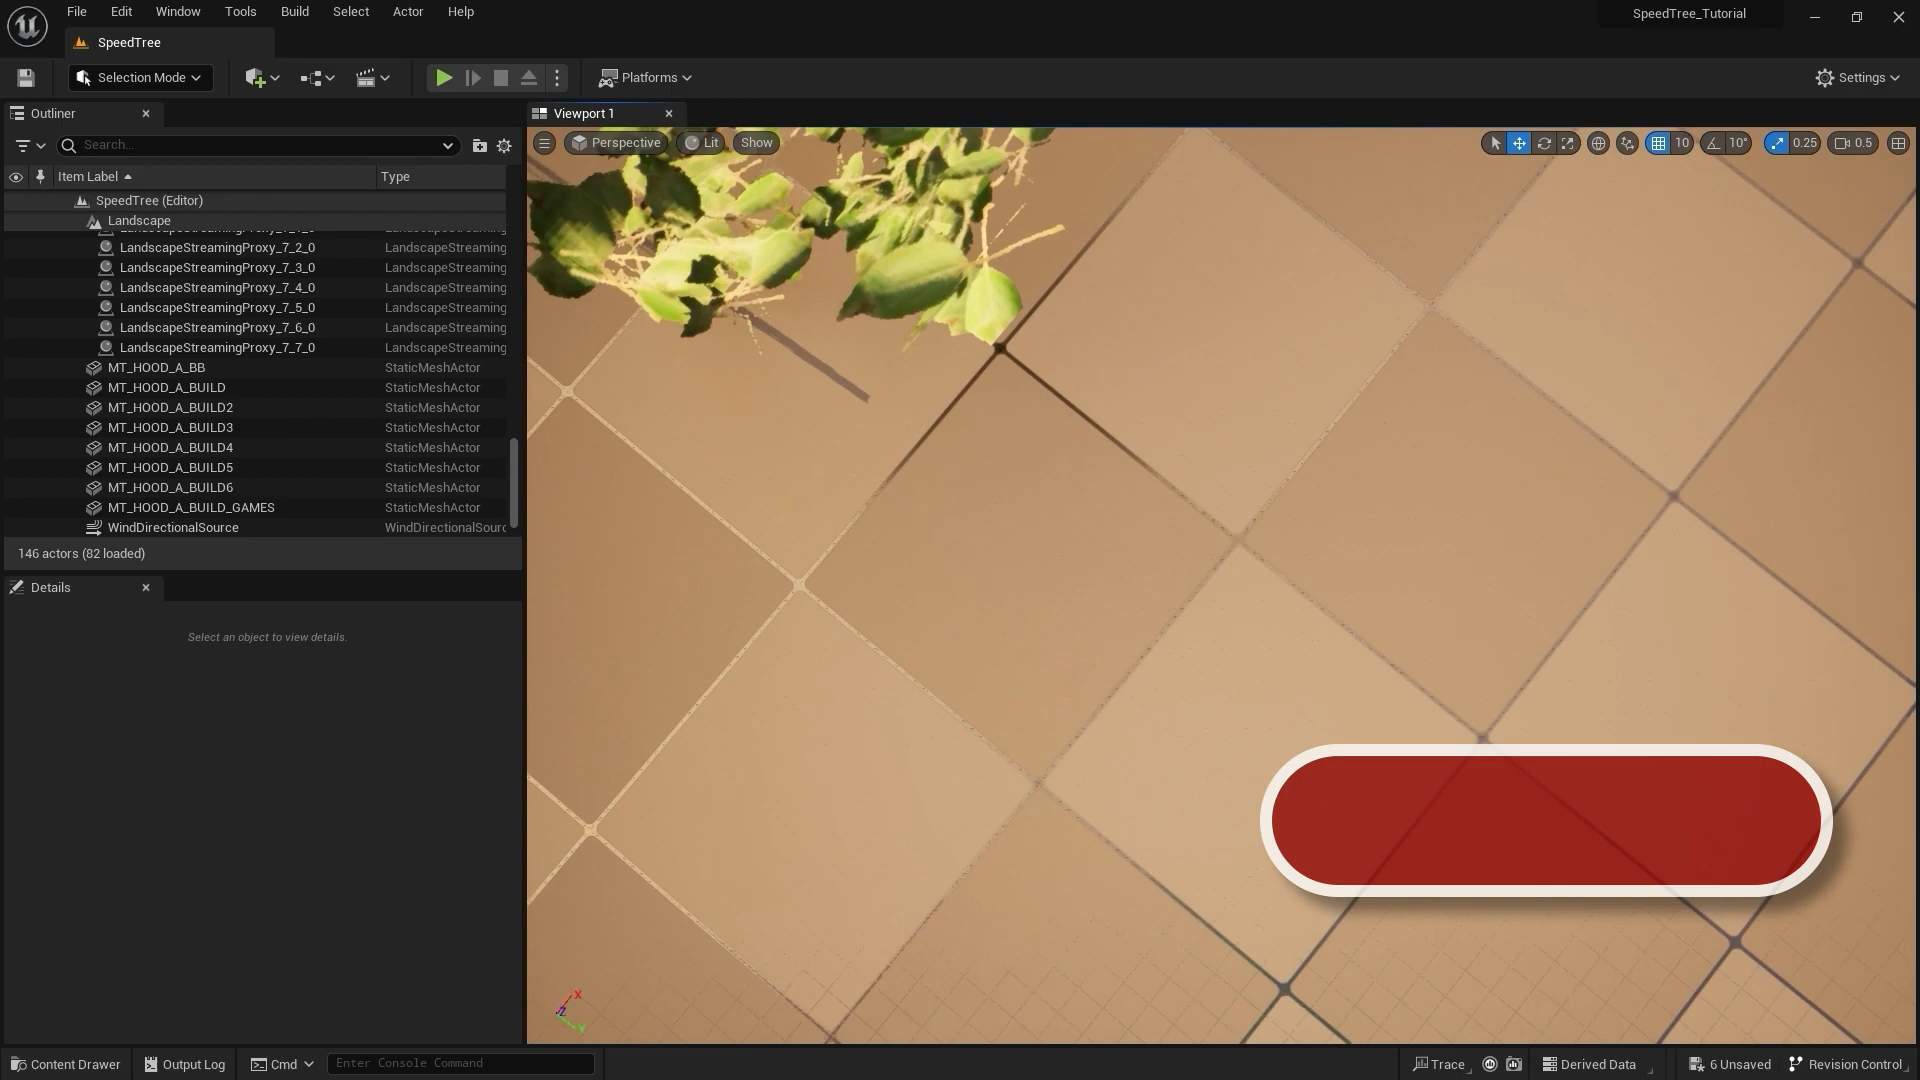 File Edit Window Tools Build Select Actor Help
SpeedTree_Tutorial
SpeedTree
Selection Mode
Platforms
Settings
Outliner
Viewport 1
Search...
Perspective Lit Show
10 10° 0.25 0.5
Item Label Type
SpeedTree (Editor)
Landscape
LandscapeStreamingProxy_7_2_0 LandscapeStreaming
LandscapeStreamingProxy_7_3_0 LandscapeStreaming
LandscapeStreamingProxy_7_4_0 LandscapeStreaming
LandscapeStreamingProxy_7_5_0 LandscapeStreaming
LandscapeStreamingProxy_7_6_0 LandscapeStreaming
LandscapeStreamingProxy_7_7_0 LandscapeStreaming
MT_HOOD_A_BB StaticMeshActor
MT_HOOD_A_BUILD StaticMeshActor
MT_HOOD_A_BUILD2 StaticMeshActor
MT_HOOD_A_BUILD3 StaticMeshActor
MT_HOOD_A_BUILD4 StaticMeshActor
MT_HOOD_A_BUILD5 StaticMeshActor
MT_HOOD_A_BUILD6 StaticMeshActor
MT_HOOD_A_BUILD_GAMES StaticMeshActor
WindDirectionalSource WindDirectionalSourc
146 actors (82 loaded)
Details
Select an object to view details.
X
Z
Y
Content Drawer Output Log Cmd Enter Console Command
Trace Derived Data 6 Unsaved Revision Control